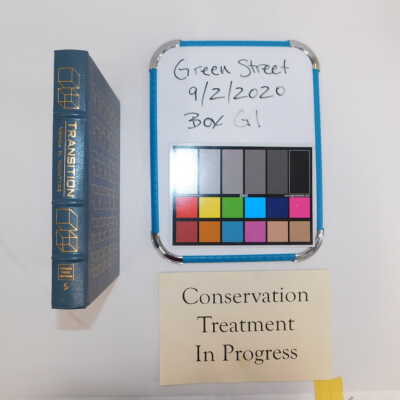 TRANSITION
Green Street
9/2/2020
Box G1
Conservation
Treatment
In Progress